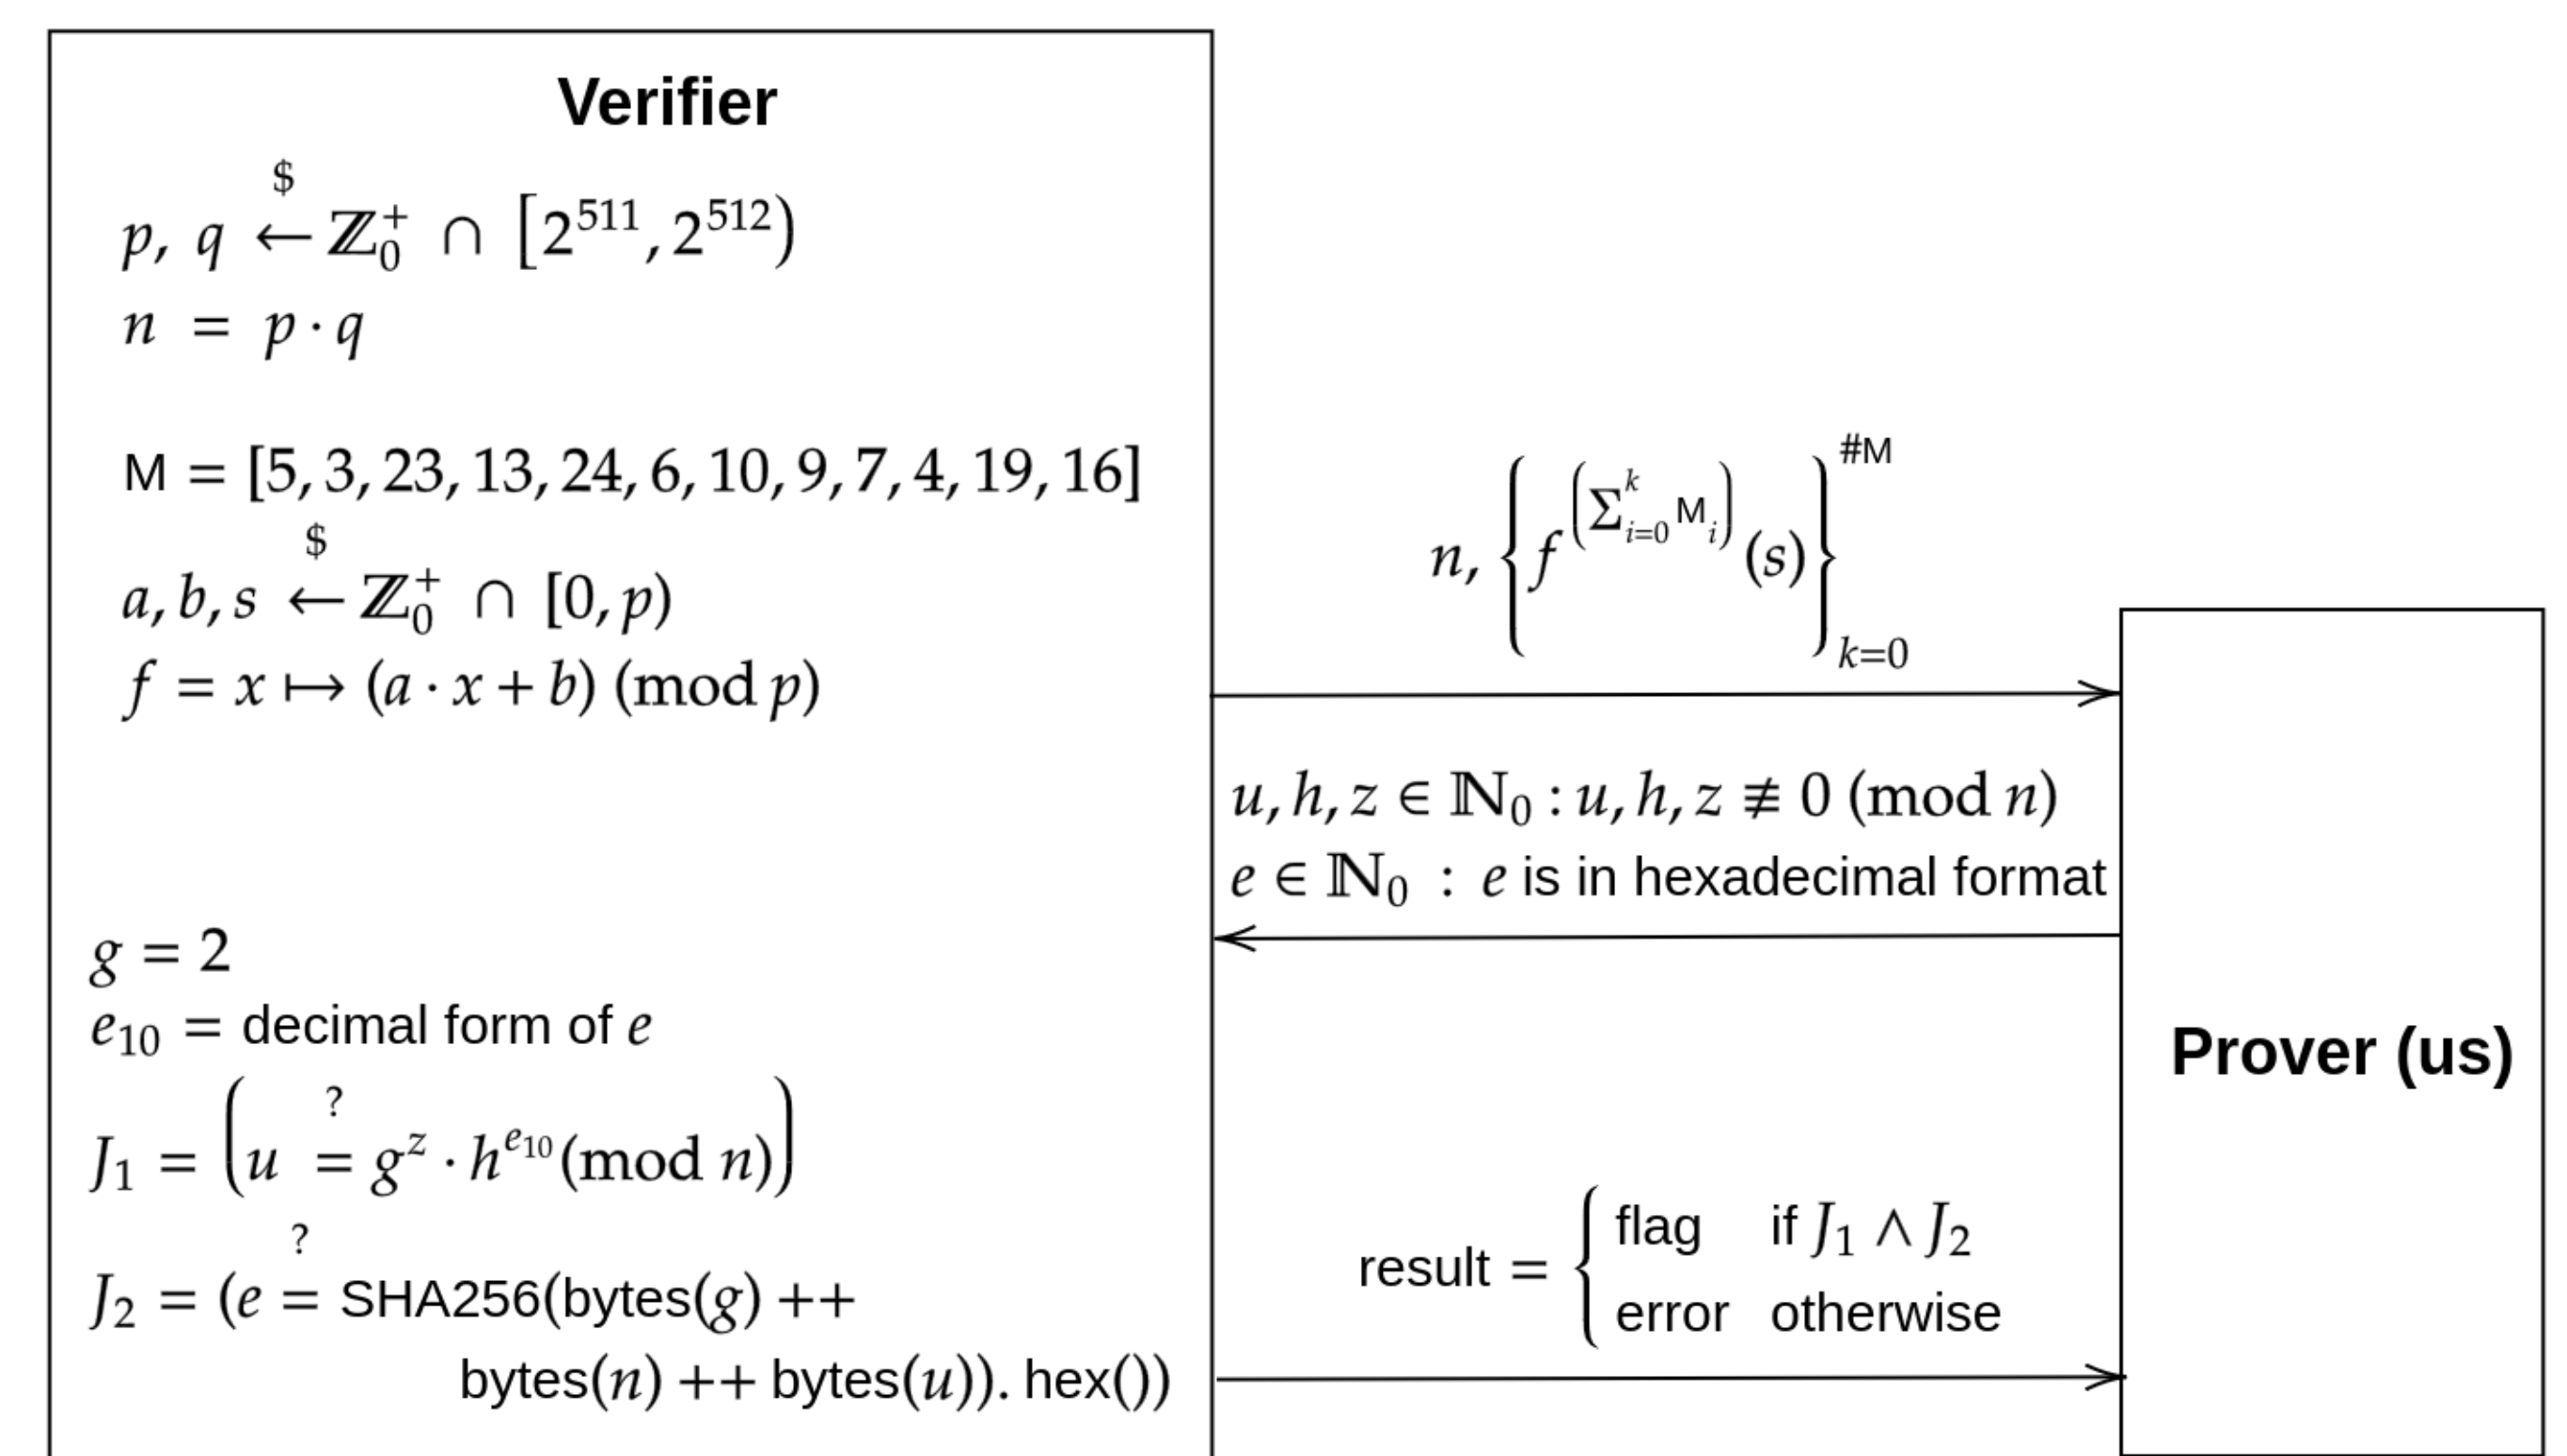 Verifier
p, q ←$ ℤ₀⁺ ∩ [2⁵¹¹, 2⁵¹²)
n = p · q
M = [5, 3, 23, 13, 24, 6, 10, 9, 7, 4, 19, 16]
a, b, s ←$ ℤ₀⁺ ∩ [0, p)
f = x ↦ (a · x + b) (mod p)
n, {f^(∑_{i=0}^{k} M_i) (s)}_{k=0}^{#M}
u, h, z ∈ ℕ₀ : u, h, z ≢ 0 (mod n)
e ∈ ℕ₀ : e is in hexadecimal format
g = 2
e₁₀ = decimal form of e
J₁ = (u ≟ g^z · h^{e₁₀} (mod n))
J₂ = (e ≟ SHA256(bytes(g) ++
bytes(n) ++ bytes(u)). hex())
Prover (us)
result = { flag if J₁ ∧ J₂
error otherwise